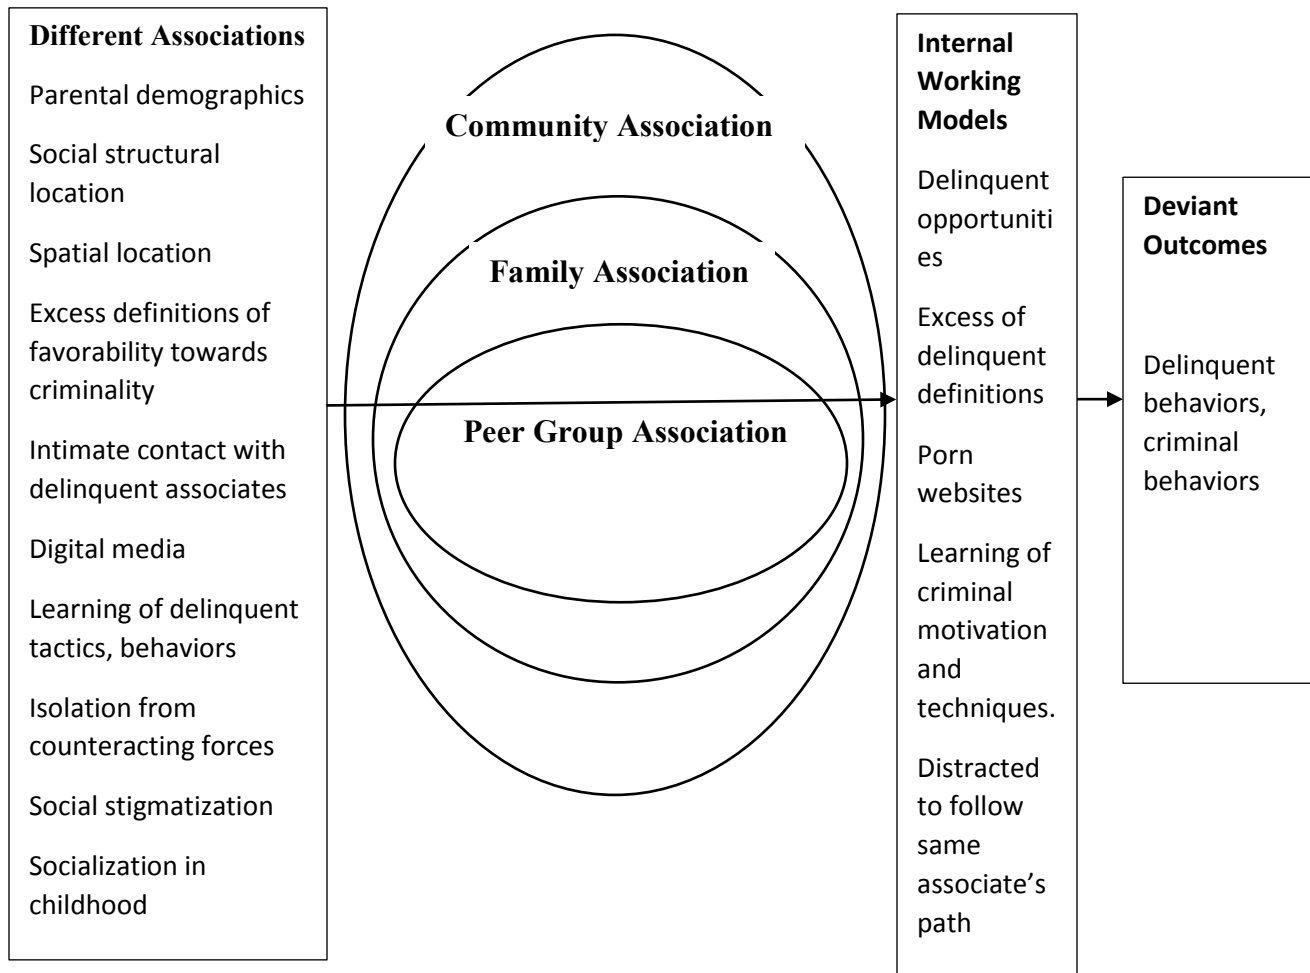 Different Associations
Parental demographics
Social structural
location
Spatial location
Excess definitions of
favorability towards
criminality
Intimate contact with
delinquent associates
Digital media
Learning of delinquent
tactics, behaviors
Isolation from
counteracting forces
Social stigmatization
Socialization in
childhood
Community Association
Family Association
Peer Group Association
Internal
Working
Models
Delinquent
opportuniti
es
Excess of
delinquent
definitions
Porn
websites
Learning of
criminal
motivation
and
techniques.
Distracted
to follow
same
associate’s
path
Deviant
Outcomes
Delinquent
behaviors,
criminal
behaviors